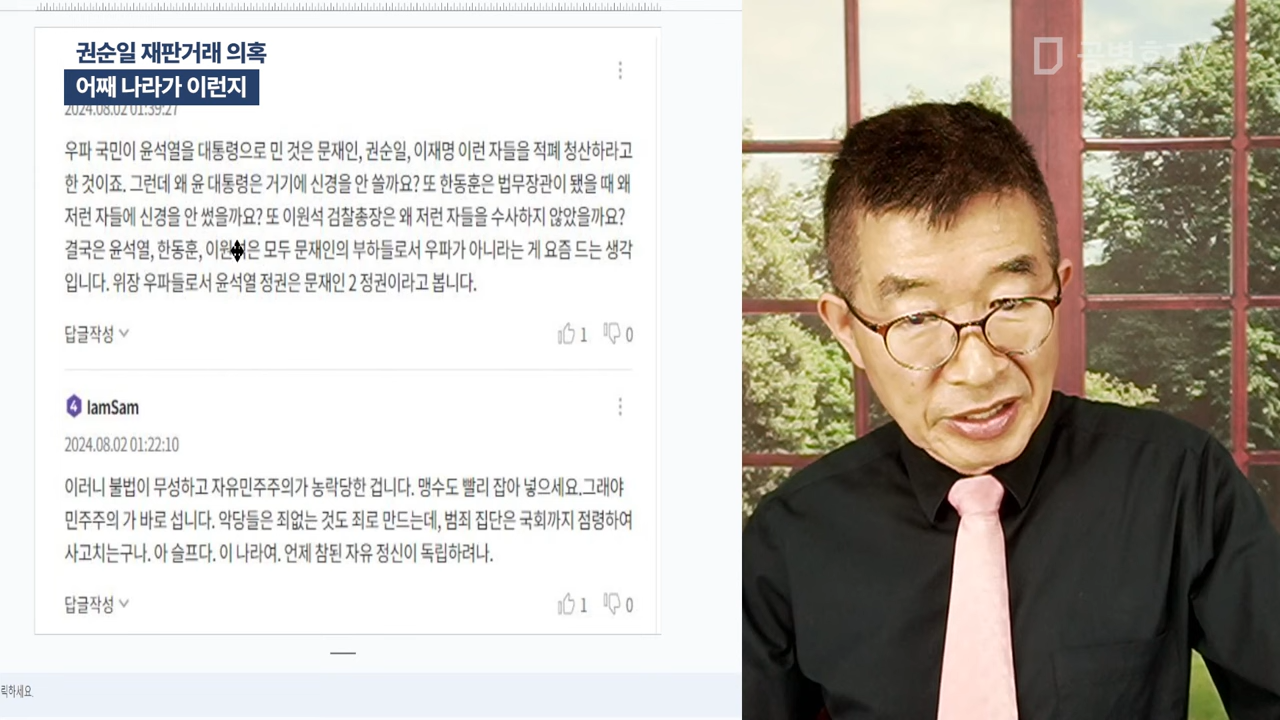 권순일 재판거래 의혹
어째 나라가 이런지
2024.08.02 01:39:27
우파 국민이 윤석열을 대통령으로 민 것은 문재인, 권순일, 이재명 이런 자들을 적폐 청산하라고
한 것이죠. 그런데 왜 윤 대통령은 거기에 신경을 안 쓸까요? 또 한동훈은 법무장관이 됐을 때 왜
저런 자들에 신경을 안 썼을까요? 또 이원석 검찰총장은 왜 저런 자들을 수사하지 않았을까요?
결국은 윤석열, 한동훈, 이원석은 모두 문재인의 부하들로서 우파가 아니라는 게 요즘 드는 생각
입니다. 위장 우파들로서 윤석열 정권은 문재인 2 정권이라고 봅니다.
답글작성
1 0
4 IamSam
2024.08.02 01:22:10
이러니 불법이 무성하고 자유민주주의가 농락당한 겁니다. 맹수도 빨리 잡아 넣으세요.그래야
민주주의 가 바로 섭니다. 악당들은 죄없는 것도 죄로 만드는데, 범죄 집단은 국회까지 점령하여
사고치는구나. 아 슬프다. 이 나라여. 언제 참된 자유 정신이 독립하려나.
답글작성
1 0
릭하세요.
공병호TV